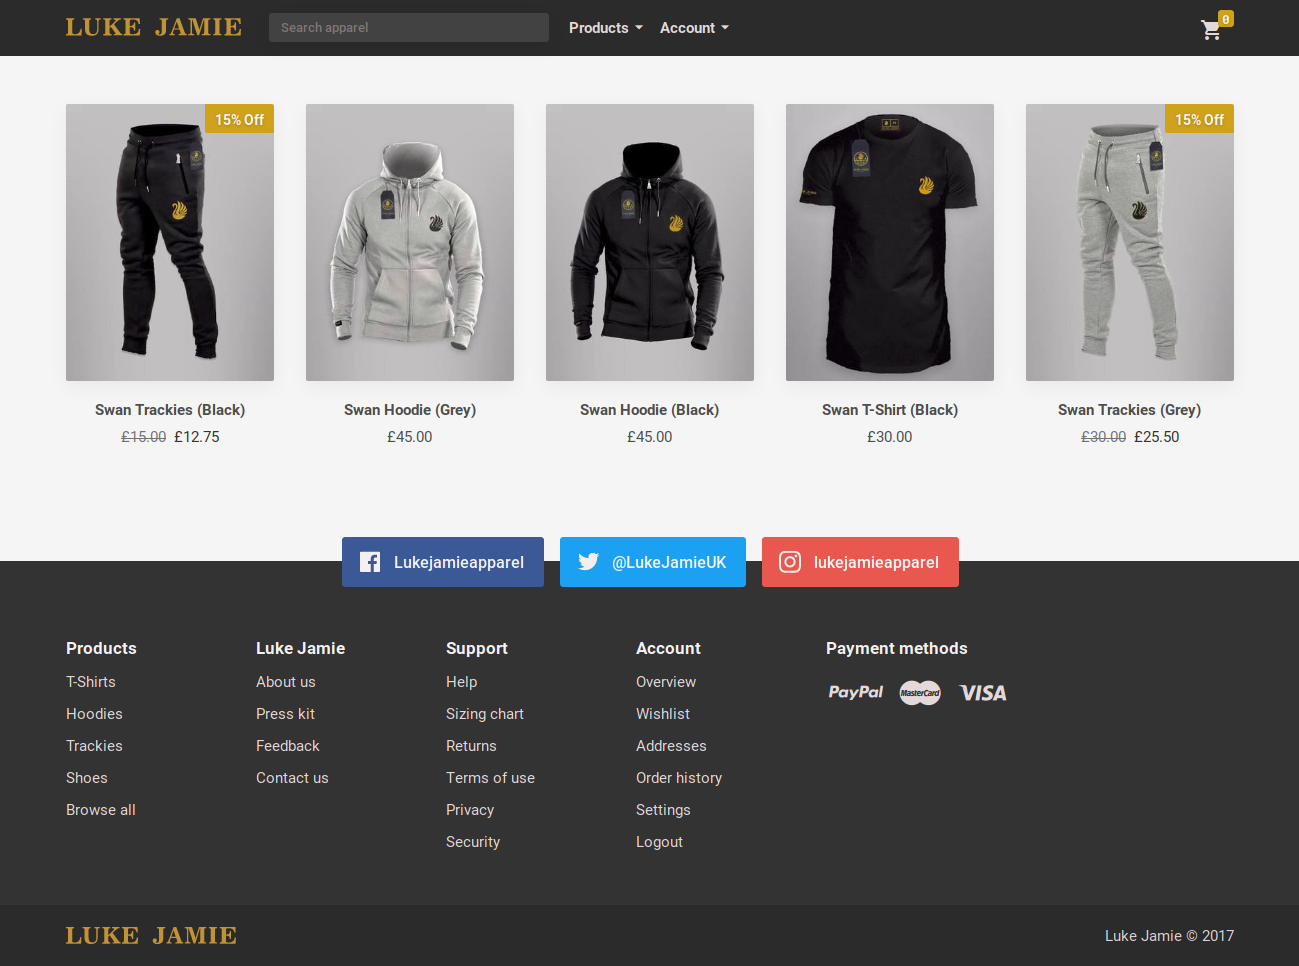 LUKE JAMIE
Search apparel
Products
Account
0
15% Off
15% Off
Swan Trackies (Black)
£15.00 £12.75
Swan Hoodie (Grey)
£45.00
Swan Hoodie (Black)
£45.00
Swan T-Shirt (Black)
£30.00
Swan Trackies (Grey)
£30.00 £25.50
Lukejamieapparel
@LukeJamieUK
lukejamieapparel
Products
T-Shirts
Hoodies
Trackies
Shoes
Browse all
Luke Jamie
About us
Press kit
Feedback
Contact us
Support
Help
Sizing chart
Returns
Terms of use
Privacy
Security
Account
Overview
Wishlist
Addresses
Order history
Settings
Logout
Payment methods
PayPal
MasterCard
VISA
LUKE JAMIE
Luke Jamie © 2017